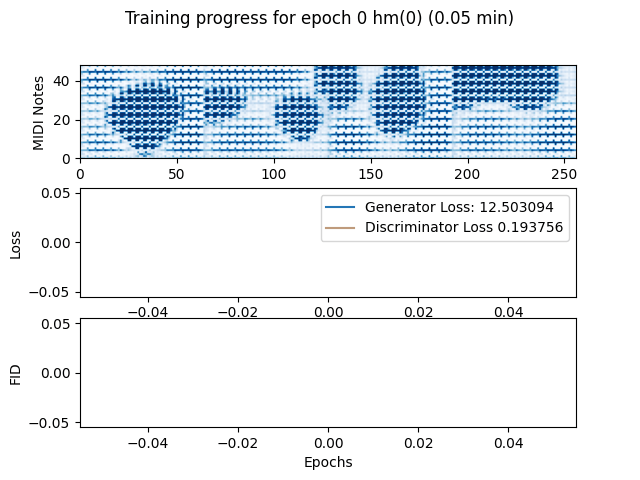 Training progress for epoch 0 hm(0) (0.05 min)
MIDI Notes
40
20
0
0 50 100 150 200 250
Loss
0.05
0.00
−0.05
Generator Loss: 12.503094
Discriminator Loss 0.193756
−0.04 −0.02 0.00 0.02 0.04
FID
0.05
0.00
−0.05
−0.04 −0.02 0.00 0.02 0.04
Epochs